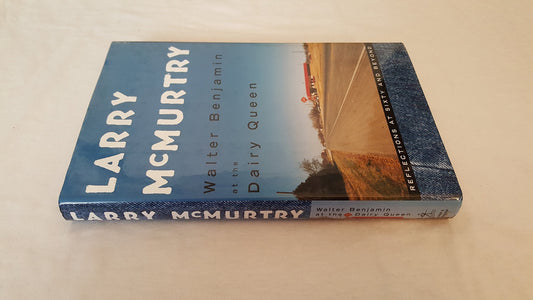 LARRY
McMURTRY
Walter Benjamin
at the
Dairy Queen
REFLECTIONS AT SIXTY AND BEYOND
LARRY McMURTRY
Walter Benjamin
at the Dairy Queen